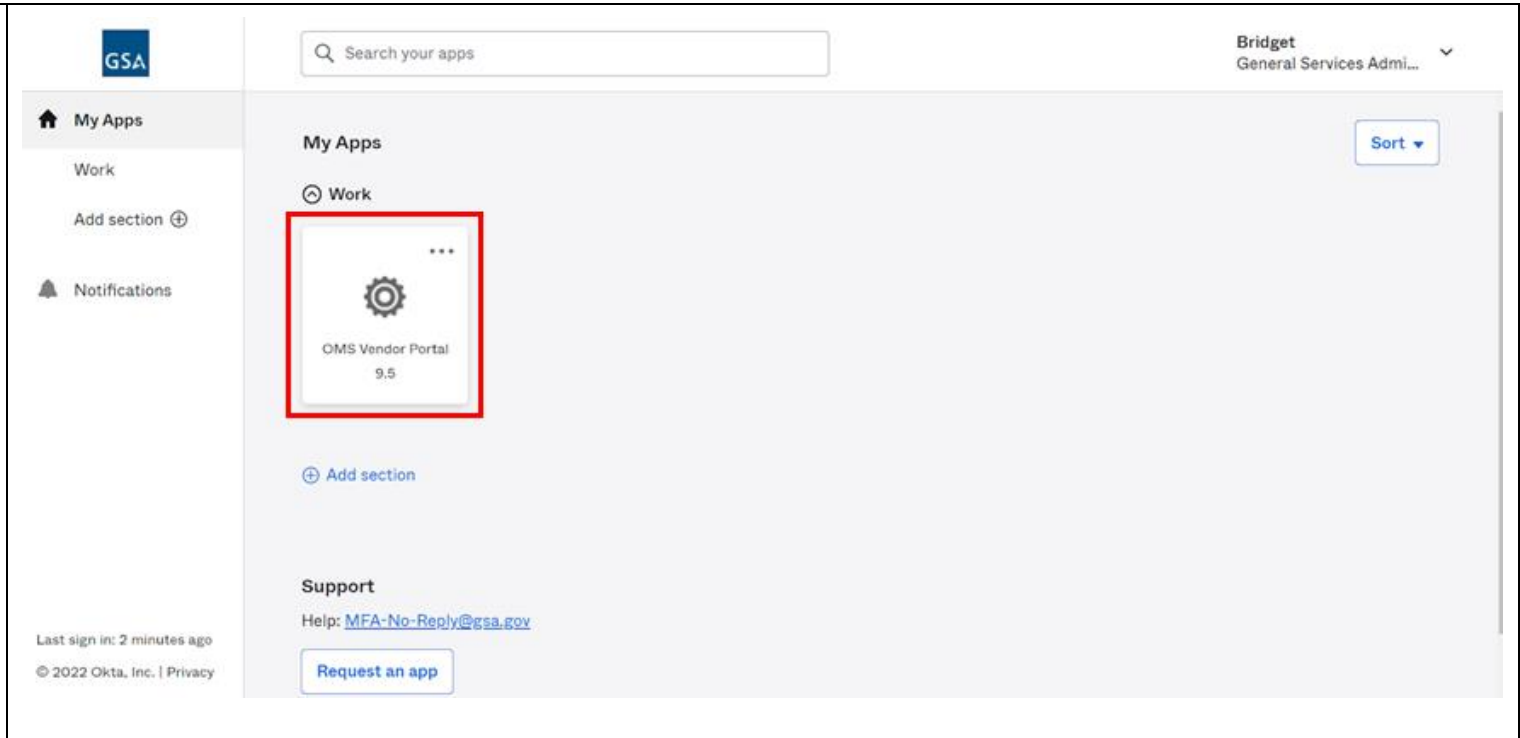 GSA
Search your apps
Bridget
General Services Admi...
My Apps
Work
Add section
Notifications
Last sign in: 2 minutes ago
© 2022 Okta, Inc. | Privacy
My Apps
Sort
Work
OMS Vendor Portal
9.5
Add section
Support
Help: MFA-No-Reply@gsa.gov
Request an app